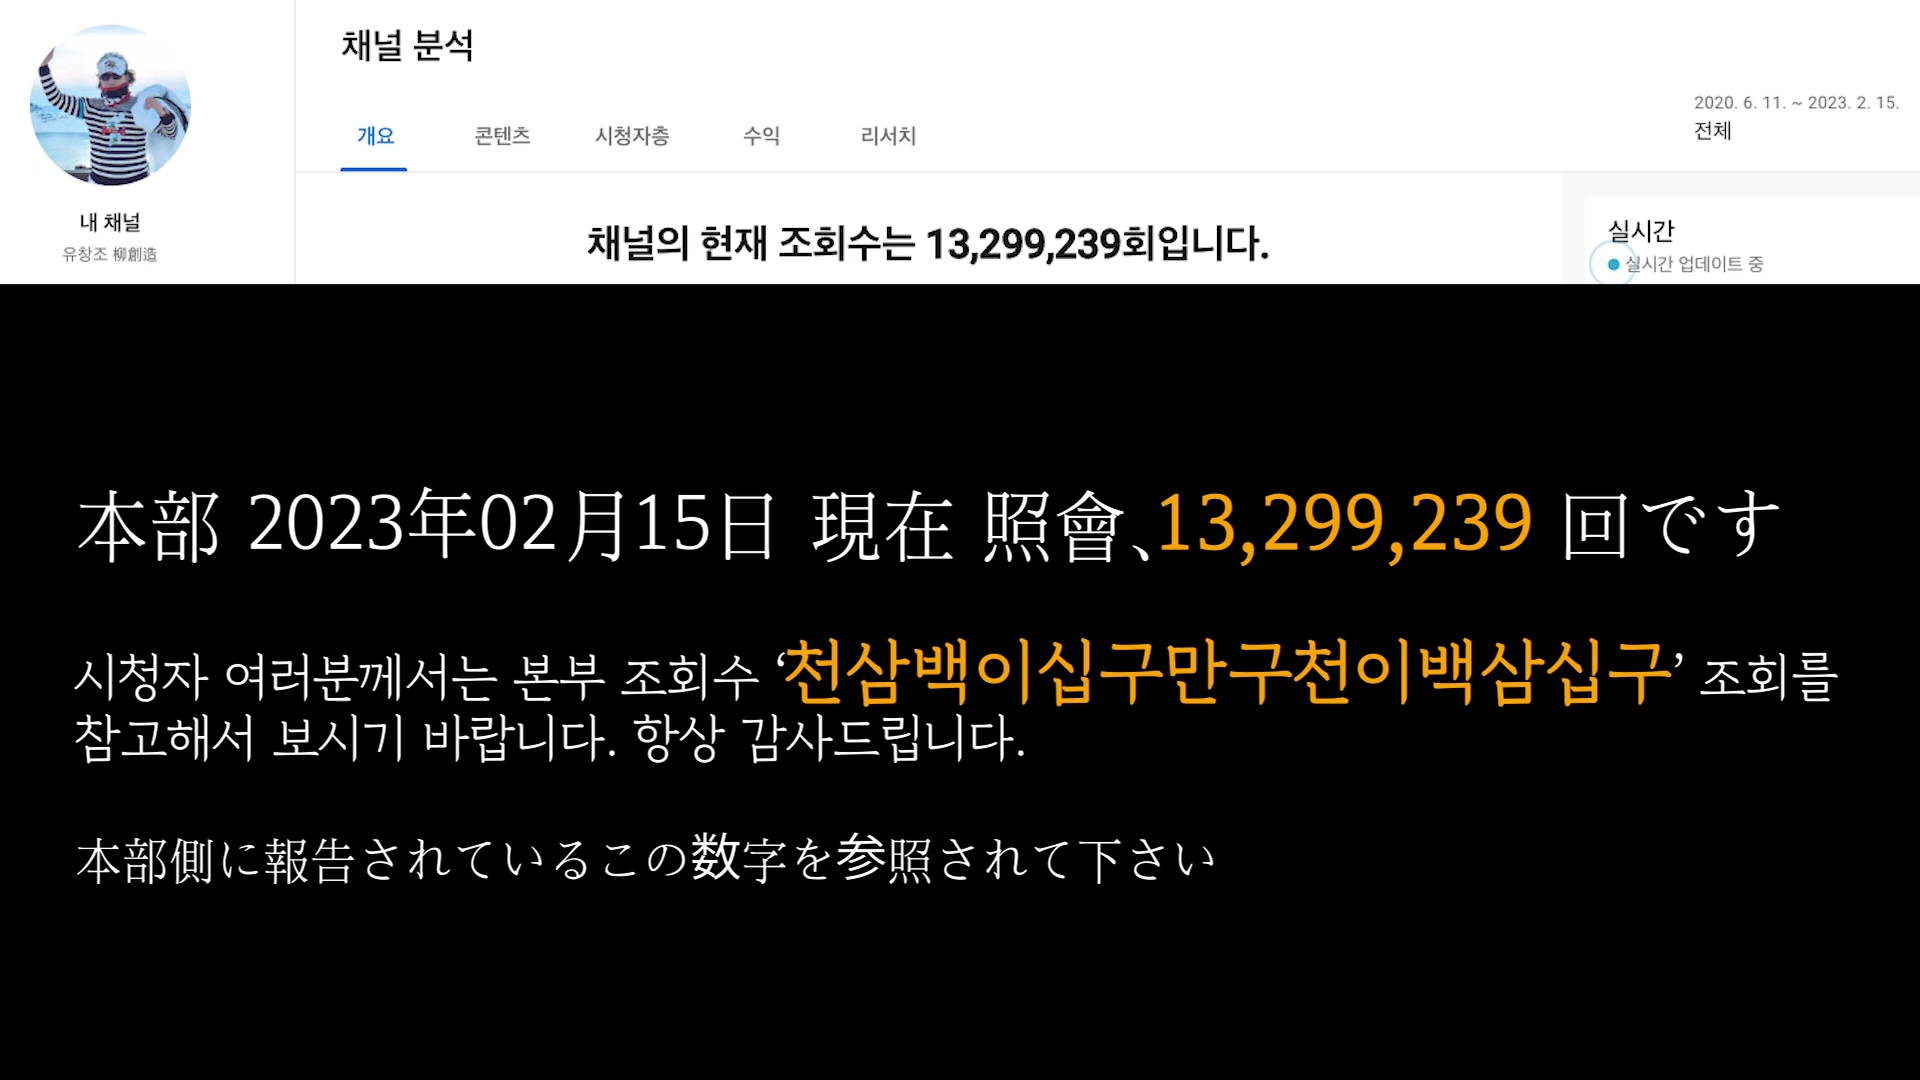 채널 분석
2020. 6. 11. ~ 2023. 2. 15.
전체
개요 콘텐츠 시청자층 수익 리서치
내 채널
유창조 柳創造
채널의 현재 조회수는 13,299,239회입니다.
실시간
실시간 업데이트 중
本部 2023年02月15日 現在 照會、13,299,239 回です
시청자 여러분께서는 본부 조회수 ‘천삼백이십구만구천이백삼십구’ 조회를
참고해서 보시기 바랍니다. 항상 감사드립니다.
本部側に報告されているこの数字を参照されて下さい